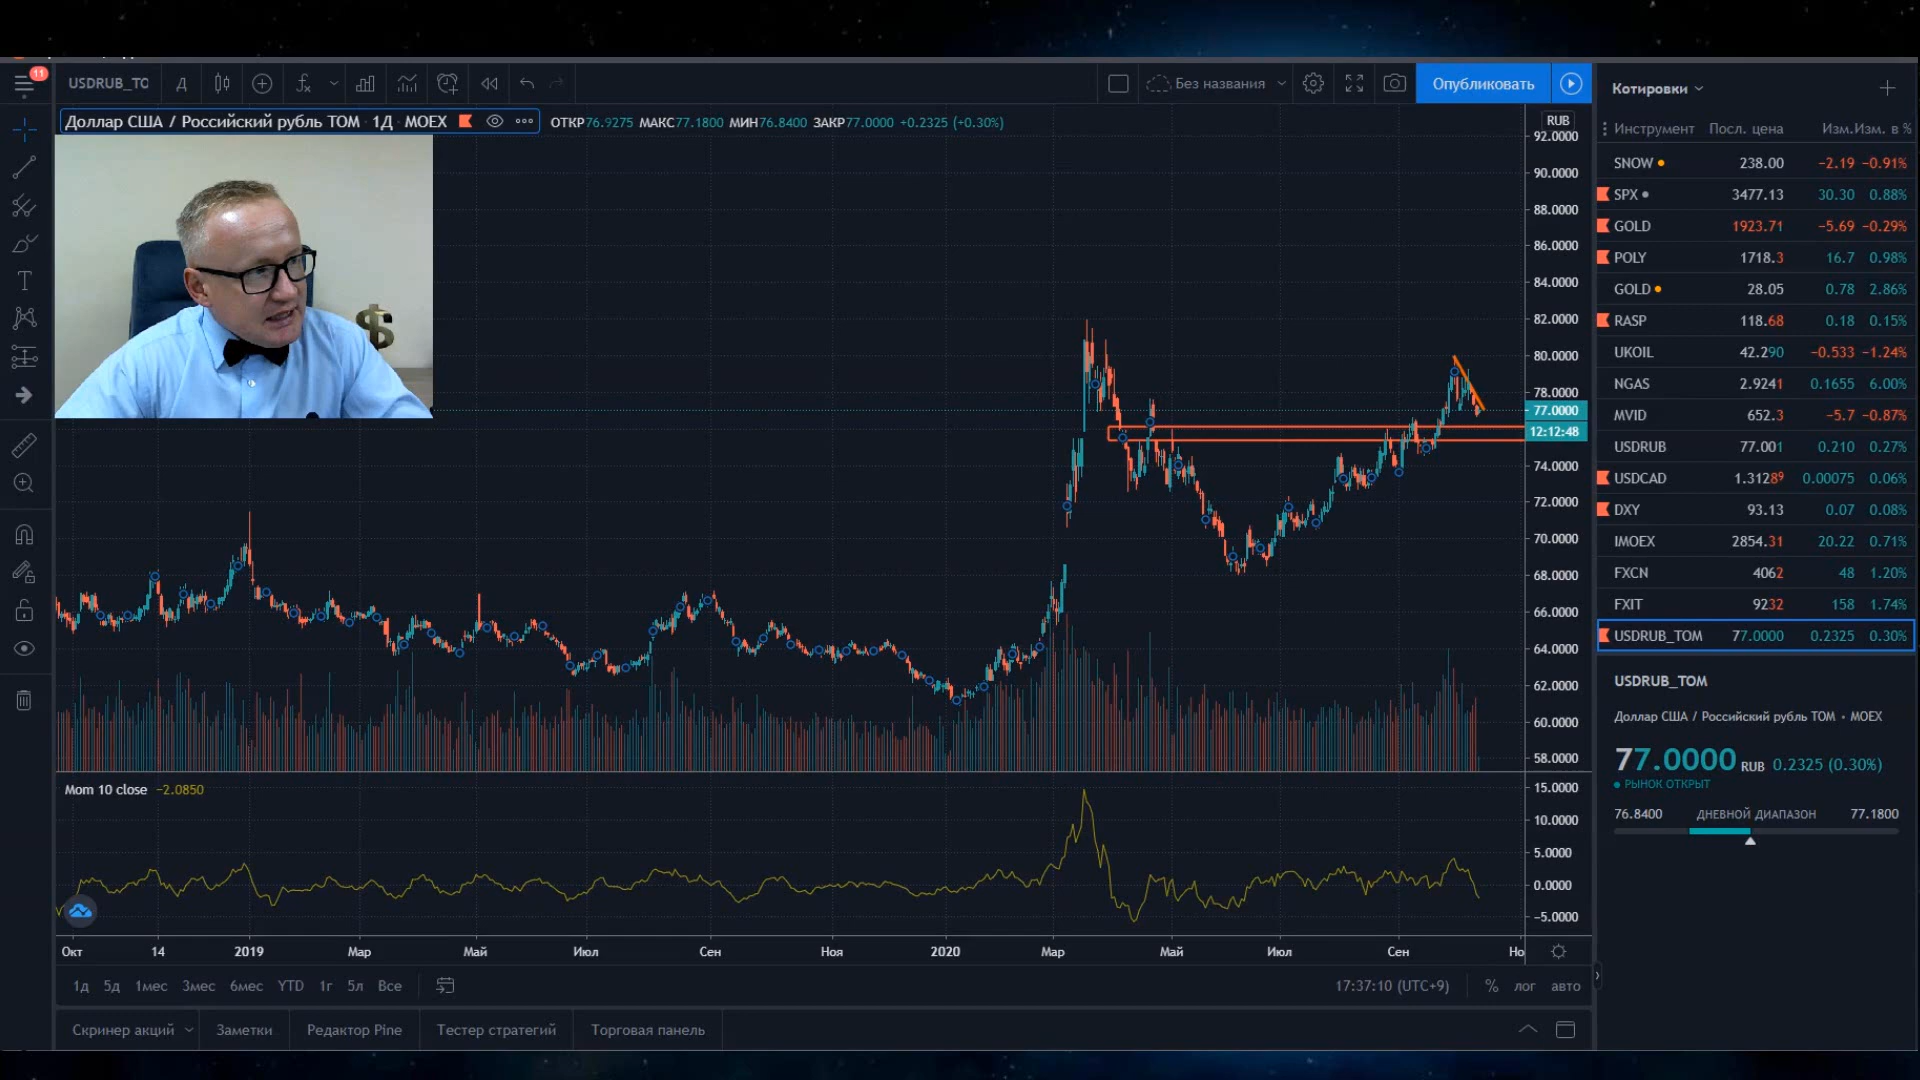 11
USDRUB_TO
Д
Без названия
Опубликовать
Доллар США / Российский рубль ТОМ · 1Д · MOEX
ОТКР76.9275 МАКС77.1800 МИН76.8400 ЗАКР77.0000 +0.2325 (+0.30%)
RUB
92.0000
90.0000
88.0000
86.0000
84.0000
82.0000
80.0000
78.0000
77.0000
12:12:48
74.0000
72.0000
70.0000
68.0000
66.0000
64.0000
62.0000
60.0000
58.0000
Mom 10 close −2.0850
15.0000
10.0000
5.0000
0.0000
−5.0000
Окт 14 2019 Мар Май Июл Сен Ноя 2020 Мар Май Июл Сен Но
1д 5д 1мес 3мес 6мес YTD 1г 5л Все
17:37:10 (UTC+9) % лог авто
Скринер акций Заметки Редактор Pine Тестер стратегий Торговая панель
Котировки
Инструмент Посл. цена Изм. Изм. в %
SNOW 238.00 −2.19 −0.91%
SPX 3477.13 30.30 0.88%
GOLD 1923.71 −5.69 −0.29%
POLY 1718.3 16.7 0.98%
GOLD 28.05 0.78 2.86%
RASP 118.68 0.18 0.15%
UKOIL 42.290 −0.533 −1.24%
NGAS 2.9241 0.1655 6.00%
MVID 652.3 −5.7 −0.87%
USDRUB 77.001 0.210 0.27%
USDCAD 1.31289 0.00075 0.06%
DXY 93.13 0.07 0.08%
IMOEX 2854.31 20.22 0.71%
FXCN 4062 48 1.20%
FXIT 9232 158 1.74%
USDRUB_TOM 77.0000 0.2325 0.30%
USDRUB_TOM
Доллар США / Российский рубль ТОМ • MOEX
77.0000 RUB 0.2325 (0.30%)
РЫНОК ОТКРЫТ
76.8400 ДНЕВНОЙ ДИАПАЗОН 77.1800